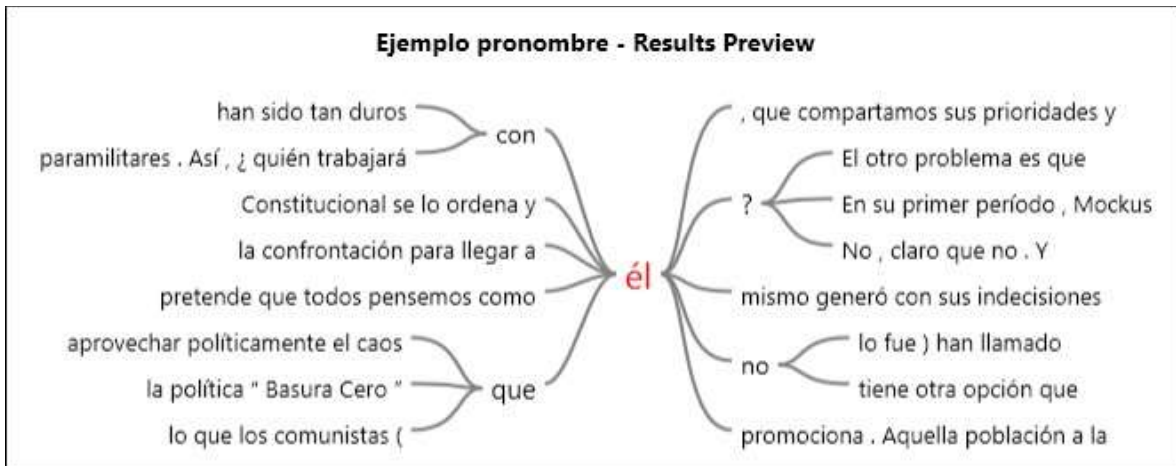 Ejemplo pronombre - Results Preview
han sido tan duros
paramilitares . Así , ¿ quién trabajará
con
Constitucional se lo ordena y
la confrontación para llegar a
pretende que todos pensemos como
aprovechar políticamente el caos
la política " Basura Cero "
lo que los comunistas (
que
él
, que compartamos sus prioridades y
?
El otro problema es que
En su primer período , Mockus
No , claro que no . Y
mismo generó con sus indecisiones
no
lo fue ) han llamado
tiene otra opción que
promociona . Aquella población a la